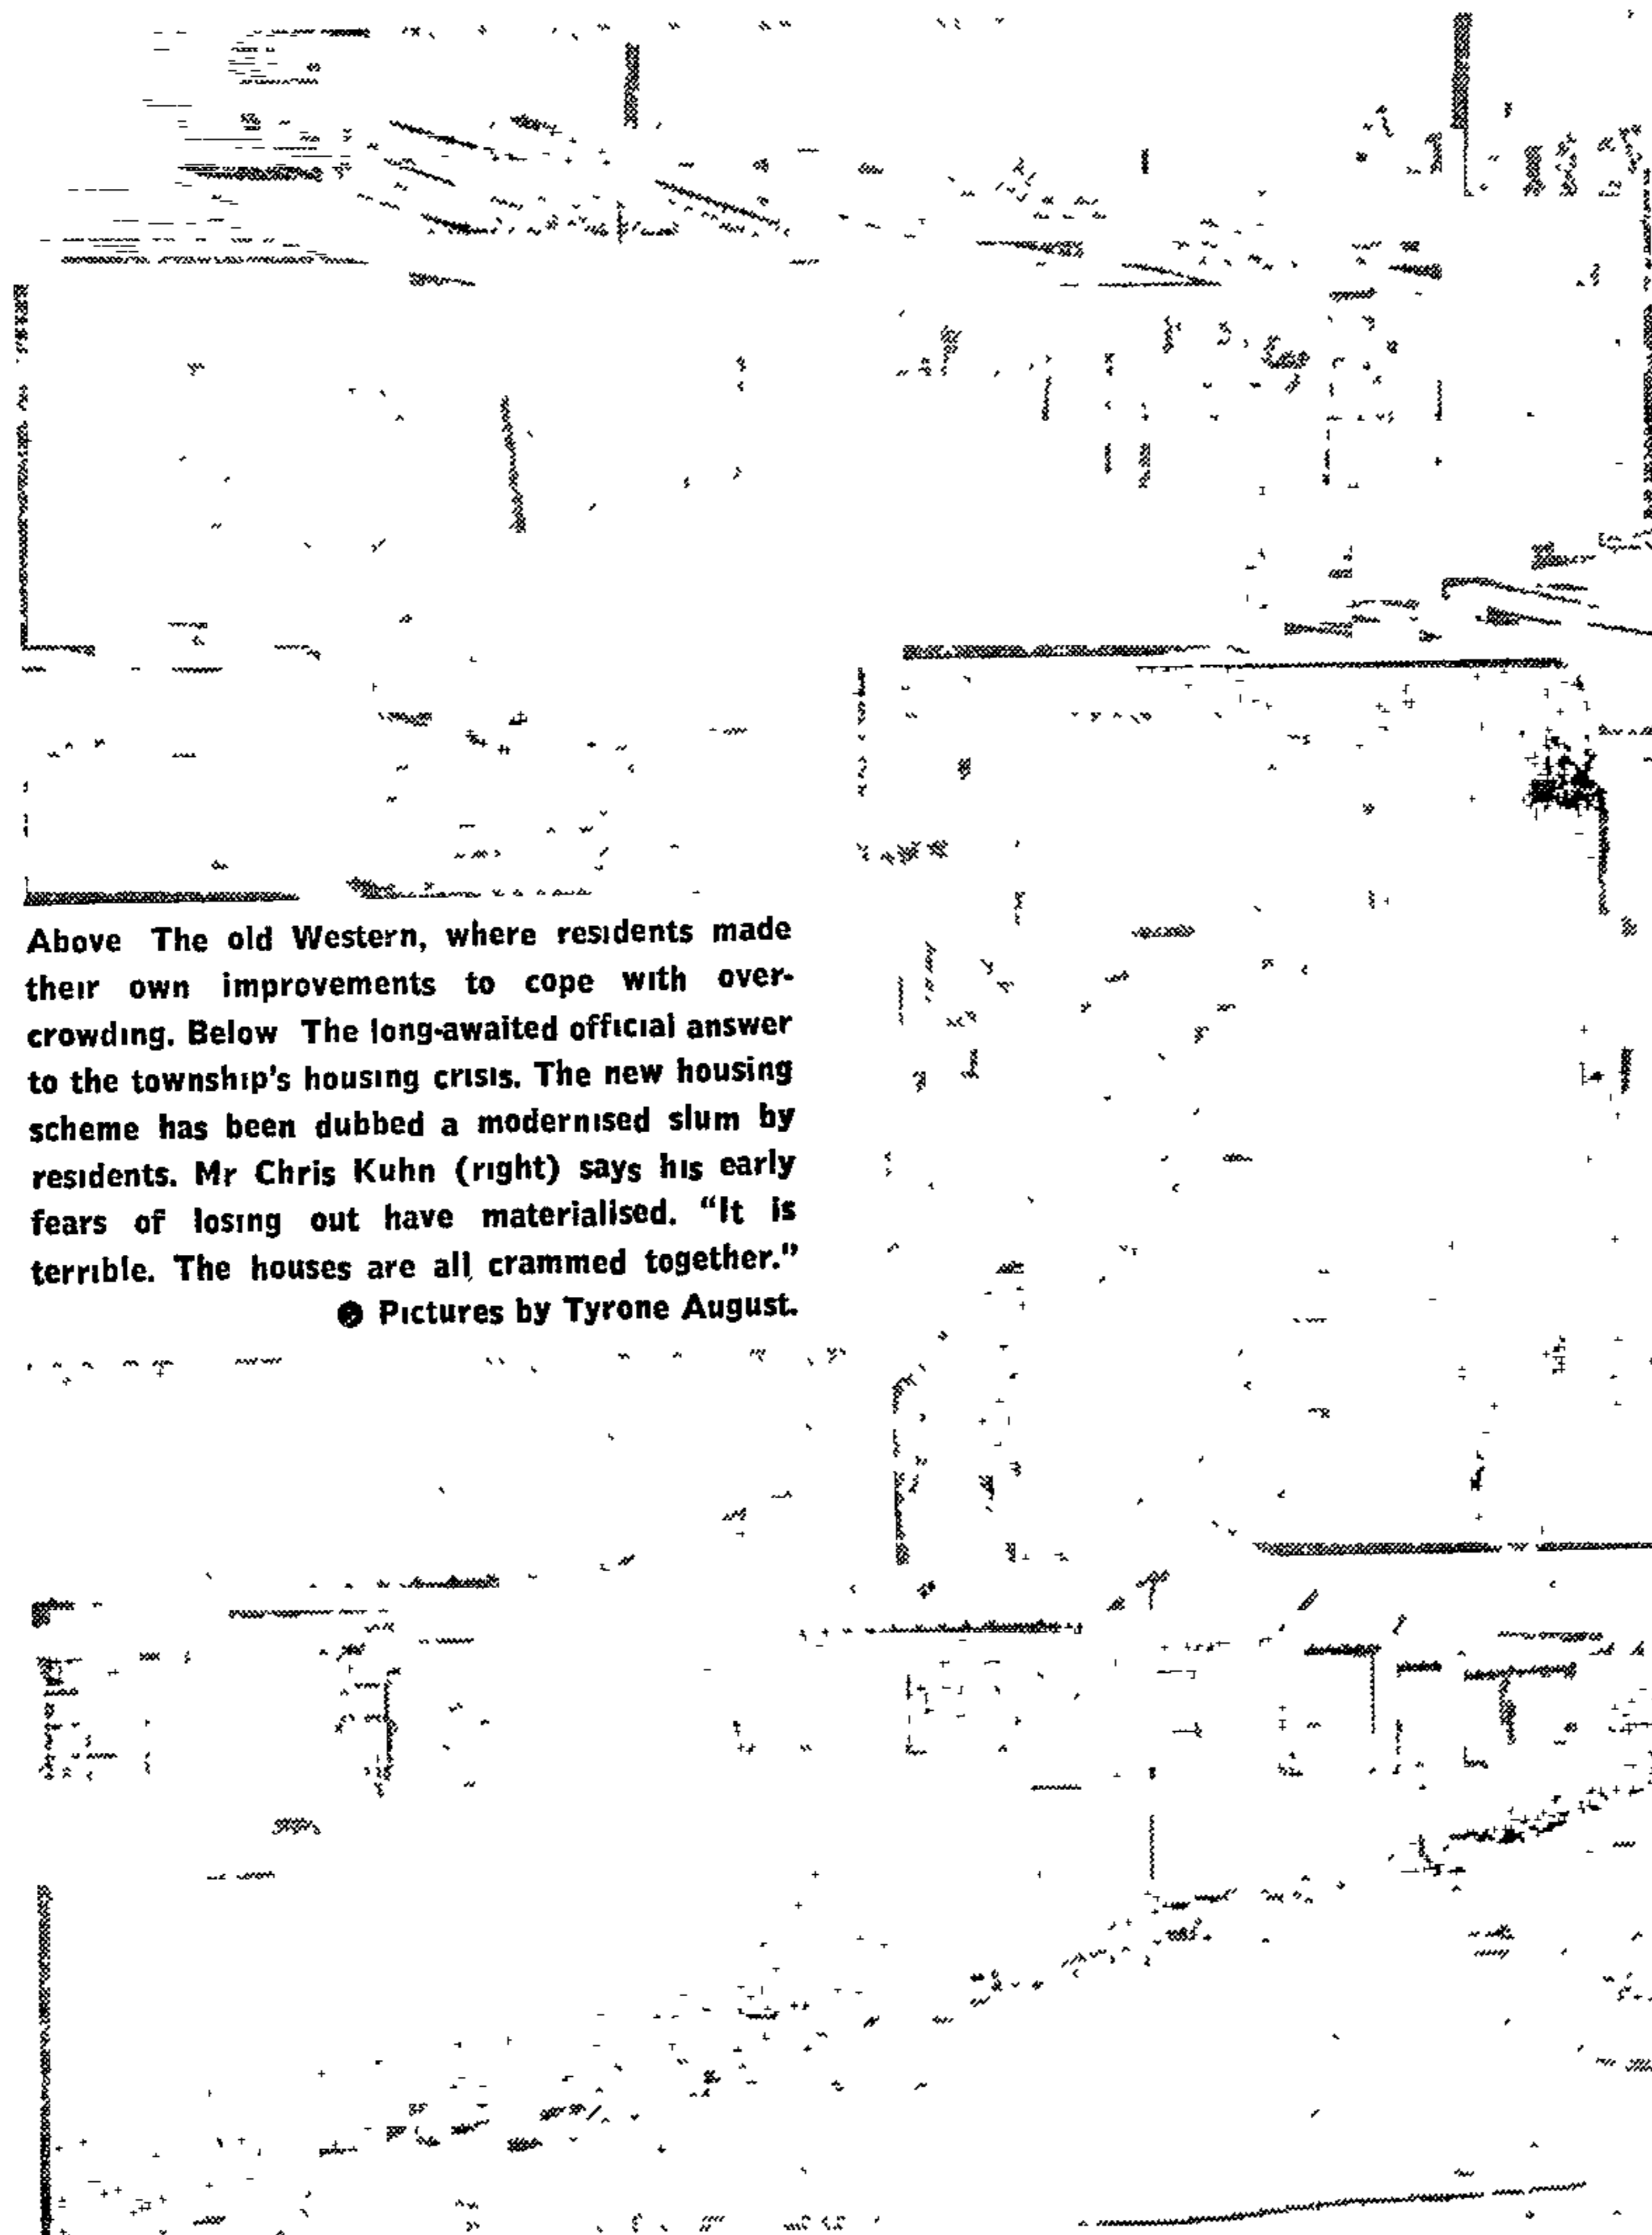 Above The old Western, where residents made
their own improvements to cope with over-
crowding. Below The long-awaited official answer
to the township's housing crisis. The new housing
scheme has been dubbed a modernised slum by
residents. Mr Chris Kuhn (right) says his early
fears of losing out have materialised. "It is
terrible. The houses are all crammed together."
● Pictures by Tyrone August.